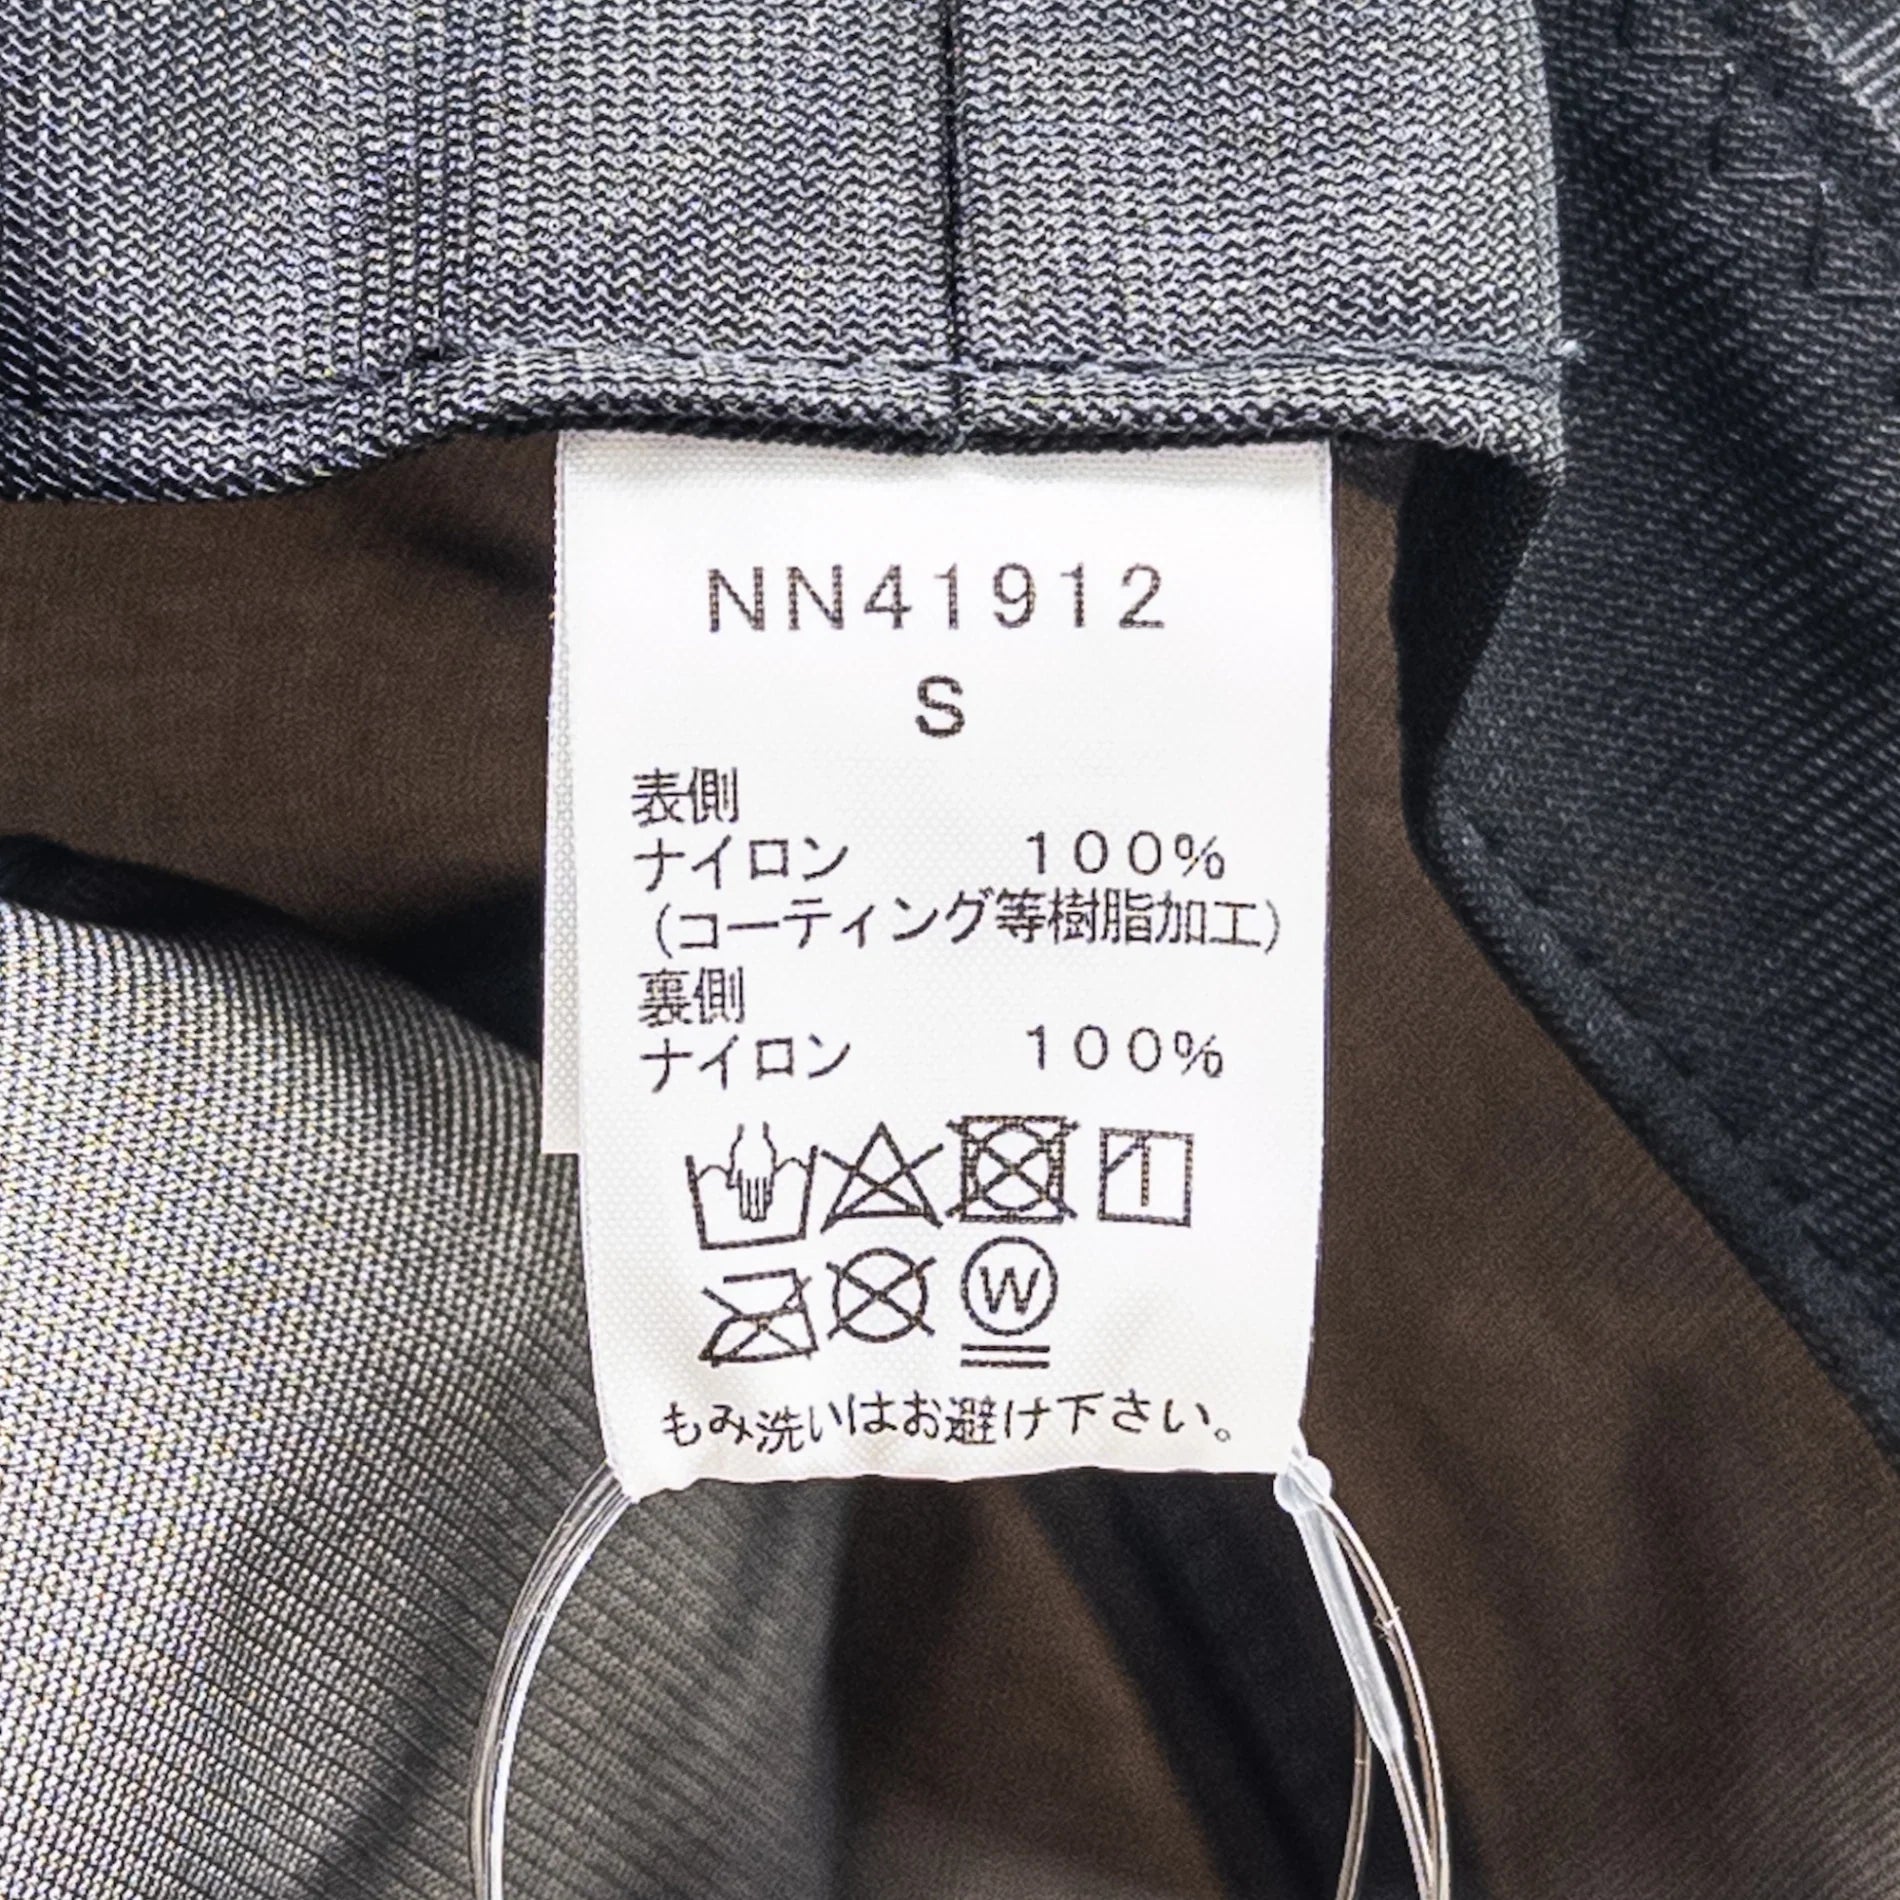 NN41912
S
表側
ナイロン 100%
(コーティング等樹脂加工)
裏側
ナイロン 100%
W
もみ洗いはお避け下さい。